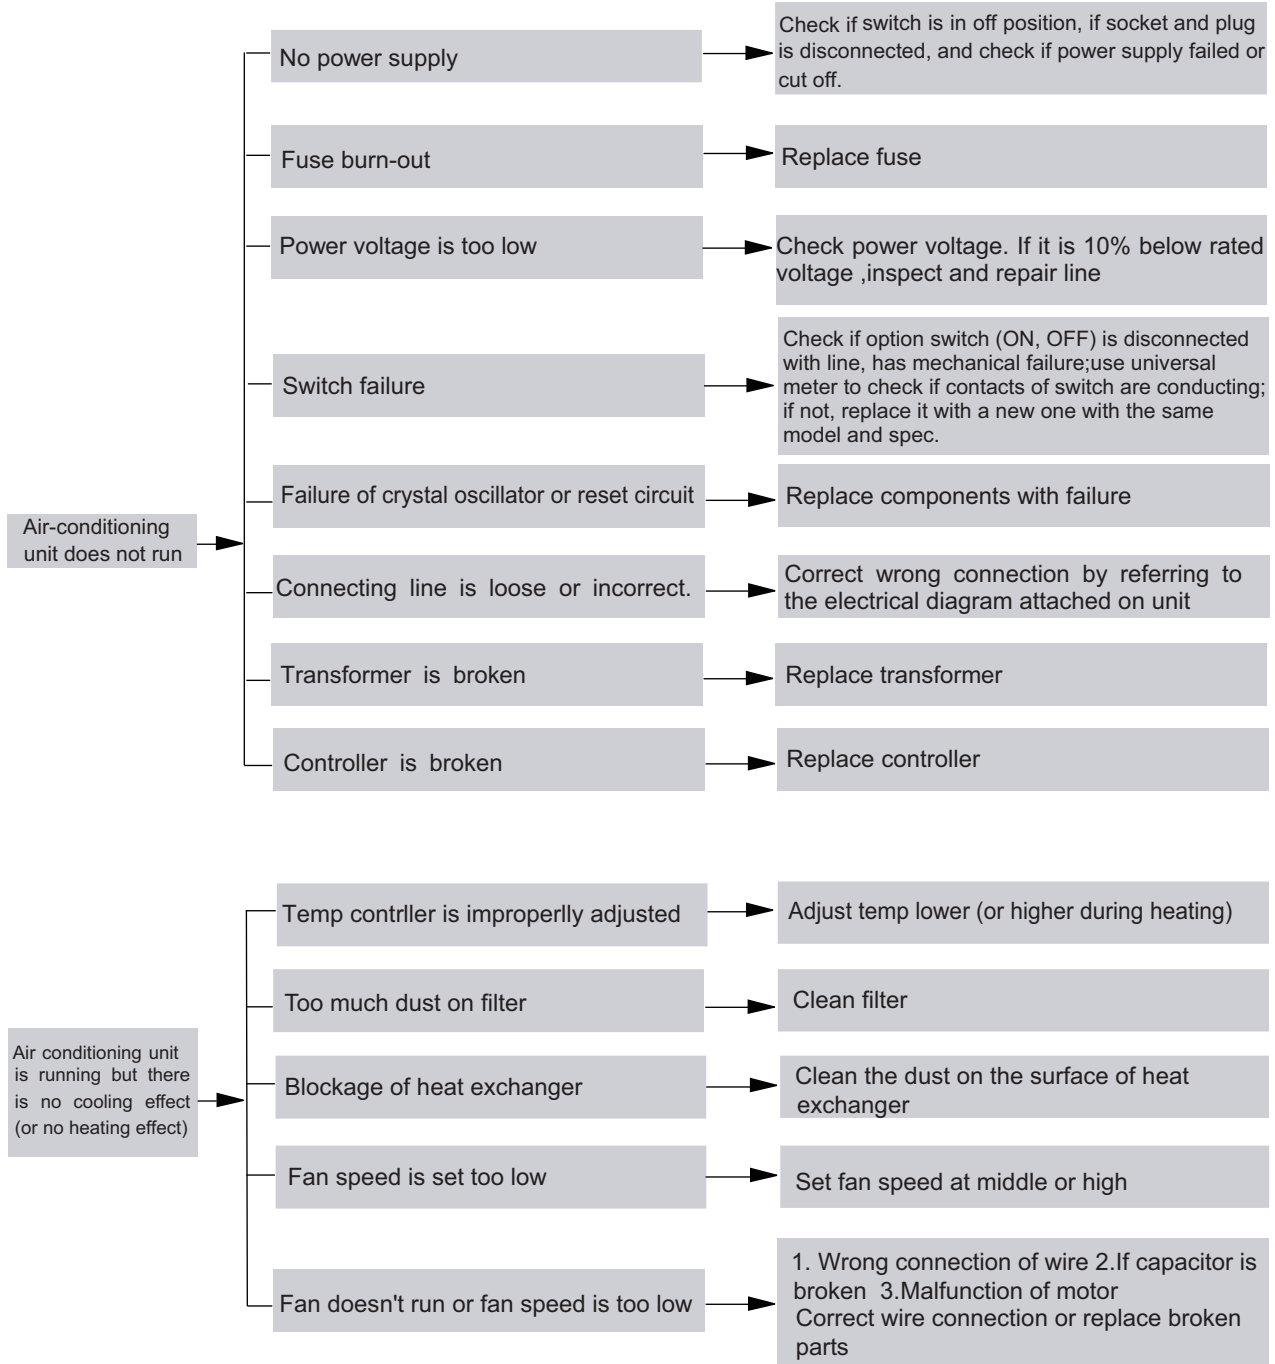 Air-conditioning
unit does not run
No power supply
Check if switch is in off position, if socket and plug
is disconnected, and check if power supply failed or
cut off.
Fuse burn-out
Replace fuse
Power voltage is too low
Check power voltage. If it is 10% below rated
voltage ,inspect and repair line
Switch failure
Check if option switch (ON, OFF) is disconnected
with line, has mechanical failure;use universal
meter to check if contacts of switch are conducting;
if not, replace it with a new one with the same
model and spec.
Failure of crystal oscillator or reset circuit
Replace components with failure
Connecting line is loose or incorrect.
Correct wrong connection by referring to
the electrical diagram attached on unit
Transformer is broken
Replace transformer
Controller is broken
Replace controller
Air conditioning unit
is running but there
is no cooling effect
(or no heating effect)
Temp contrller is improperlly adjusted
Adjust temp lower (or higher during heating)
Too much dust on filter
Clean filter
Blockage of heat exchanger
Clean the dust on the surface of heat
exchanger
Fan speed is set too low
Set fan speed at middle or high
Fan doesn't run or fan speed is too low
1. Wrong connection of wire 2.If capacitor is
broken 3.Malfunction of motor
Correct wire connection or replace broken
parts